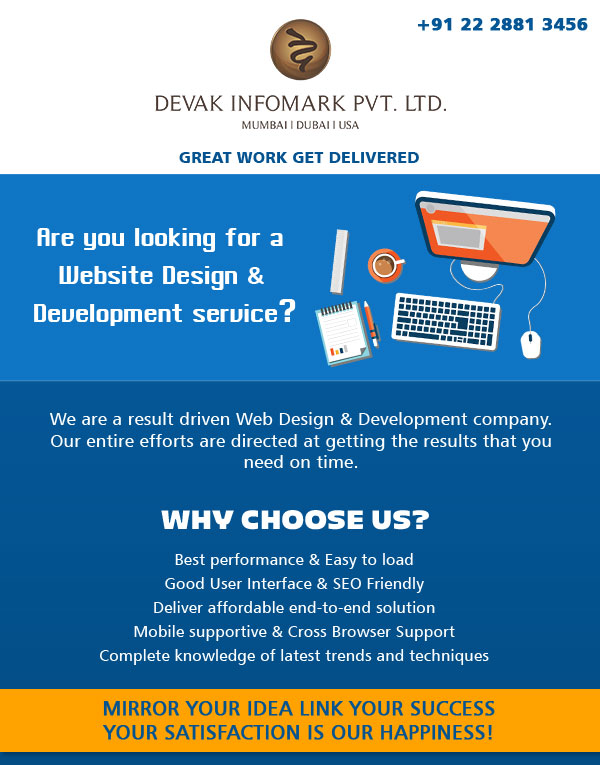 +91 22 2881 3456
DEVAK INFOMARK PVT. LTD.
MUMBAI | DUBAI | USA
GREAT WORK GET DELIVERED
Are you looking for a
Website Design &
Development service?
We are a result driven Web Design & Development company.
Our entire efforts are directed at getting the results that you
need on time.
WHY CHOOSE US?
Best performance & Easy to load
Good User Interface & SEO Friendly
Deliver affordable end-to-end solution
Mobile supportive & Cross Browser Support
Complete knowledge of latest trends and techniques
MIRROR YOUR IDEA LINK YOUR SUCCESS
YOUR SATISFACTION IS OUR HAPPINESS!